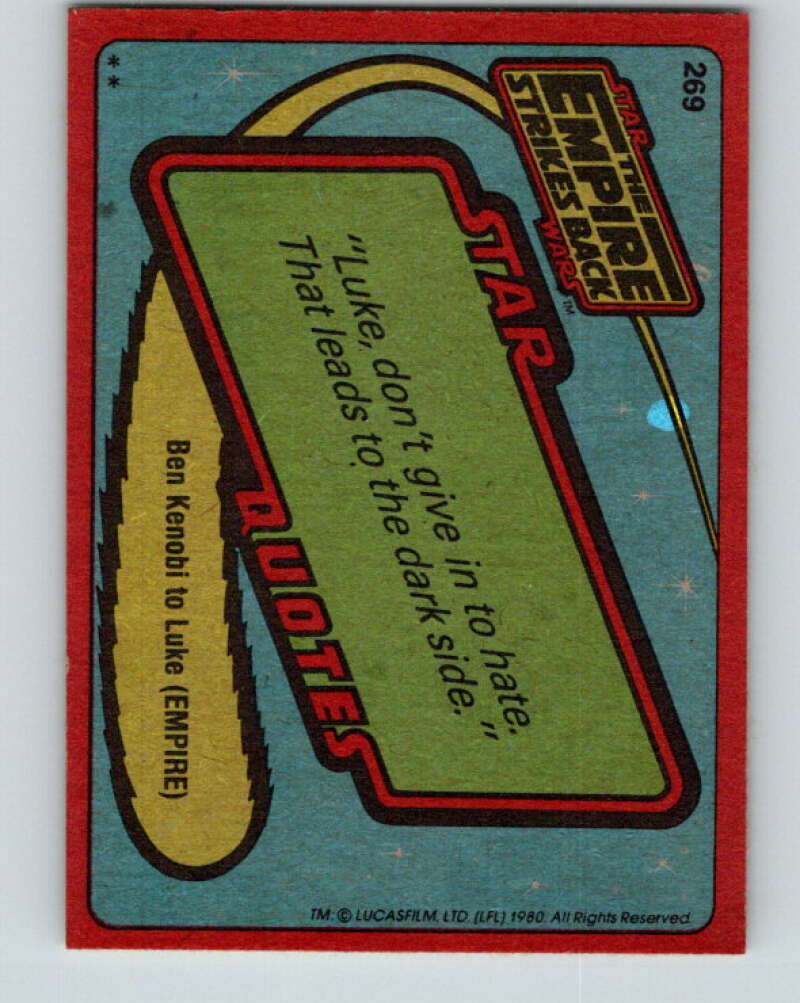 269
STAR
THE
EMPIRE
STRIKES BACK
WARS™
STAR
"Luke, don't give in to hate.
That leads to the dark side."
QUOTES
Ben Kenobi to Luke (EMPIRE)
**
TM: © LUCASFILM, LTD. (LFL) 1980. All Rights Reserved.